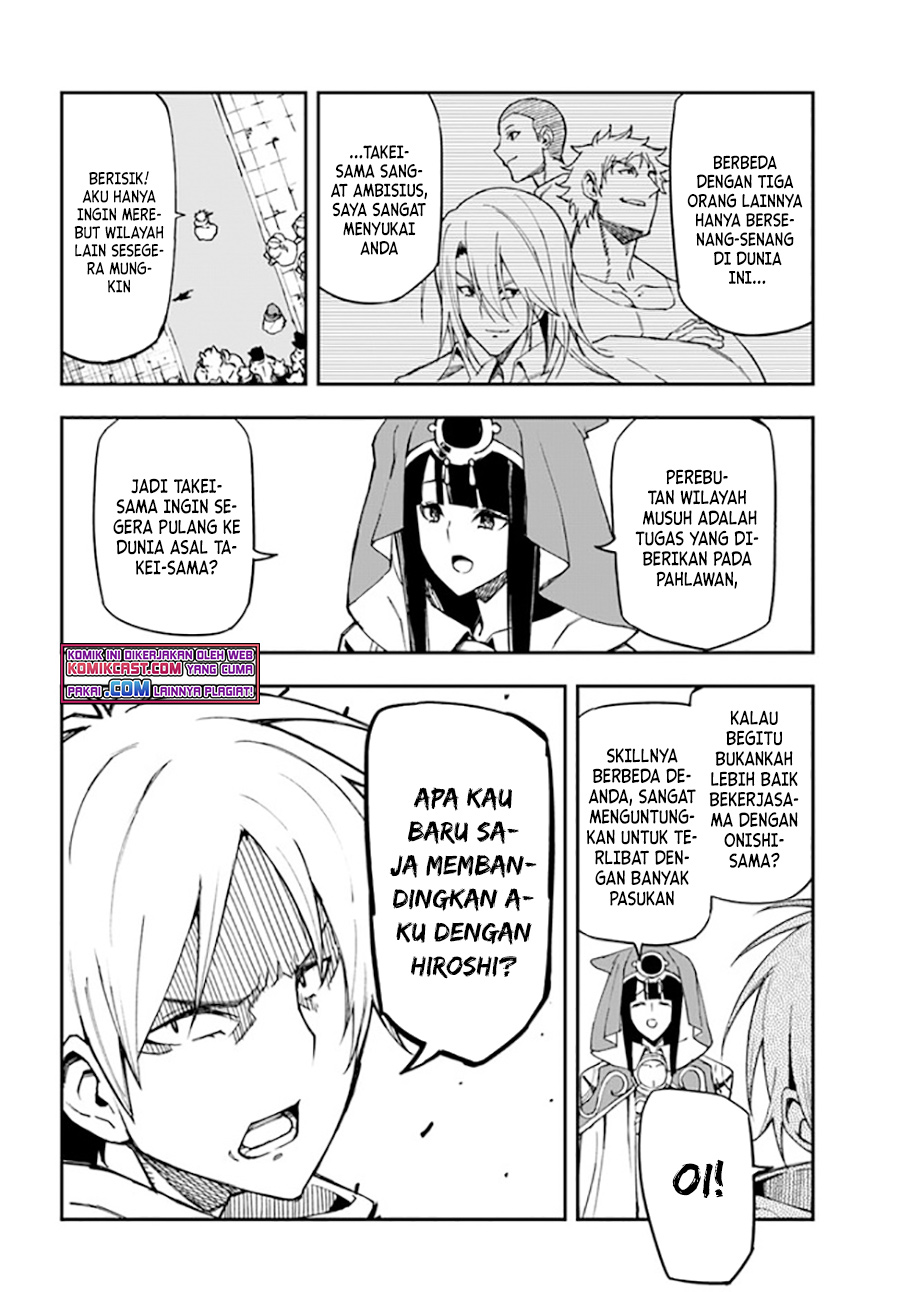 BERBEDA
DENGAN TIGA
ORANG LAINNYA
HANYA BERSE-
NANG-SENANG
DI DUNIA
INI...
...TAKEI-
SAMA SANG-
AT AMBISIUS,
SAYA SANGAT
MENYUKAI
ANDA
BERISIK!
AKU HANYA
INGIN MERE-
BUT WILAYAH
LAIN SESEGE-
RA MUNG-
KIN
PEREBU-
TAN WILAYAH
MUSUH ADALAH
TUGAS YANG DI-
BERIKAN PADA
PAHLAWAN,
JADI TAKEI-
SAMA INGIN SE-
GERA PULANG KE
DUNIA ASAL TA-
KEI-SAMA?
KOMIK INI DIKERJAKAN OLEH WEB
KOMIKCAST.COM YANG CUMA
PAKAI .COM LAINNYA PLAGIAT!
KALAU
BEGITU
BUKANKAH
LEBIH BAIK
BEKERJASA-
MA DENGAN
ONISHI-
SAMA?
SKILLNYA
BERBEDA DE-
ANDA, SANGAT
MENGUNTUNG-
KAN UNTUK TER-
LIBAT DEN-
GAN BANYAK
PASUKAN
OI!
APA KAU
BARU SA-
JA MEMBAN-
DINGKAN A-
KU DENGAN
HIROSHI?